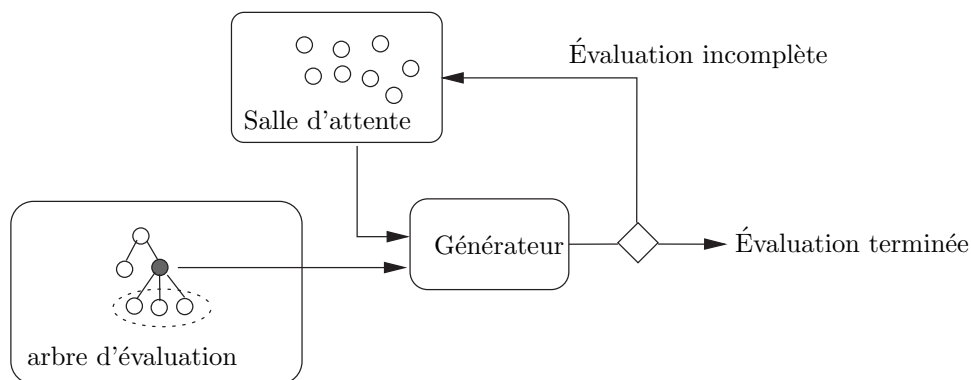 Évaluation incomplète
Salle d'attente
Générateur
Évaluation terminée
arbre d'évaluation